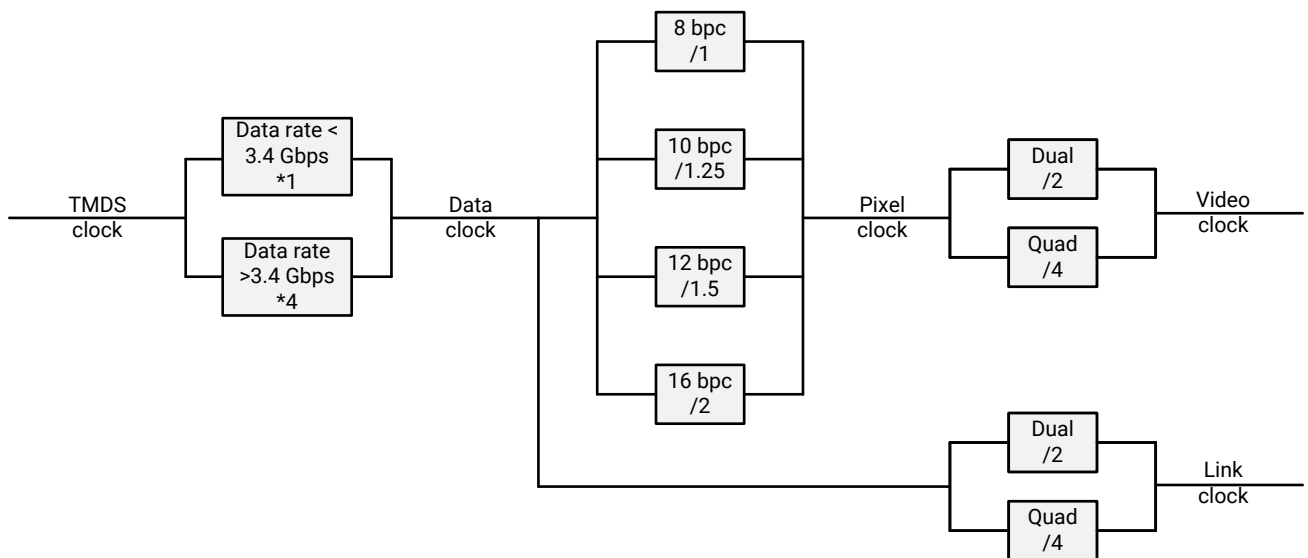 TMDS
clock
Data rate <
3.4 Gbps
*1
Data rate
>3.4 Gbps
*4
Data
clock
8 bpc
/1
10 bpc
/1.25
12 bpc
/1.5
16 bpc
/2
Pixel
clock
Dual
/2
Quad
/4
Video
clock
Dual
/2
Quad
/4
Link
clock